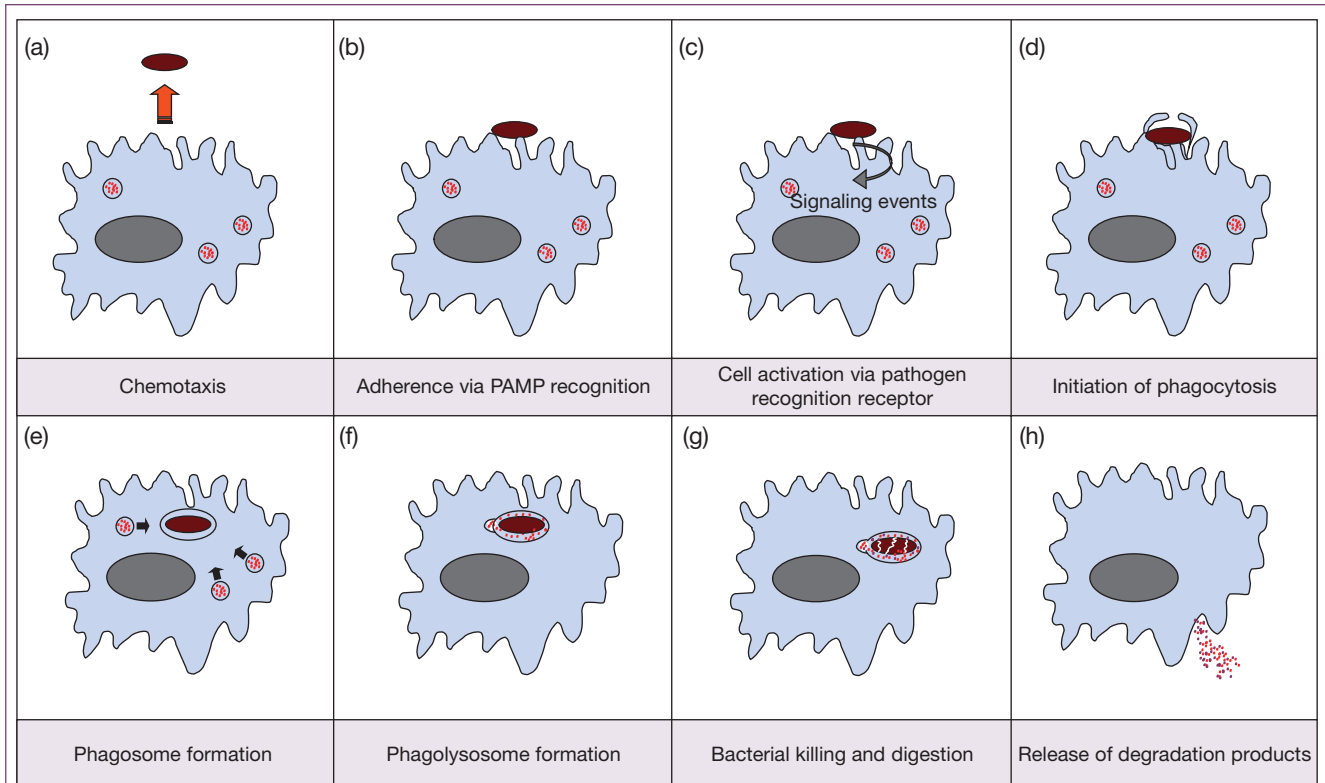 (a)
(b)
(c)
(d)
Signaling events
Chemotaxis
Adherence via PAMP recognition
Cell activation via pathogen
recognition receptor
Initiation of phagocytosis
(e)
(f)
(g)
(h)
Phagosome formation
Phagolysosome formation
Bacterial killing and digestion
Release of degradation products